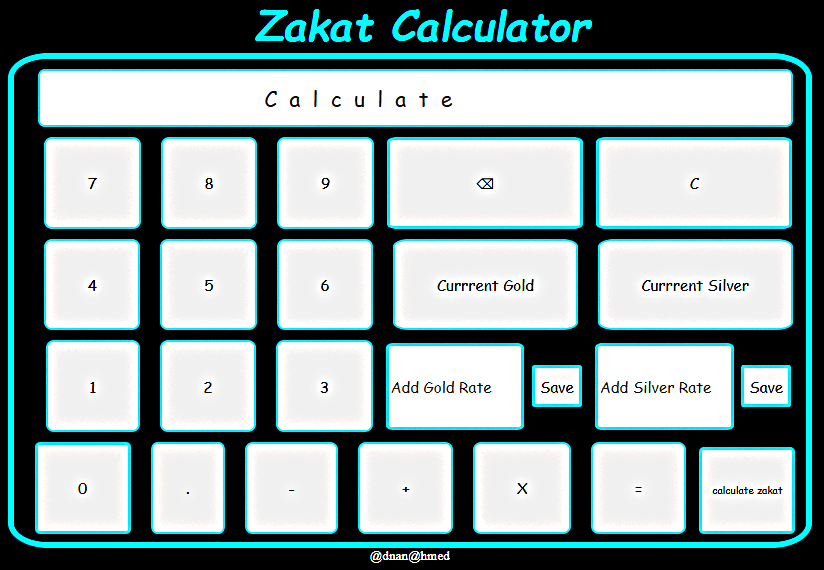 Zakat Calculator
Calculate
7 8 9 ⌫ C
4 5 6 Currrent Gold Currrent Silver
1 2 3 Add Gold Rate Save Add Silver Rate Save
0 . - + X = calculate zakat
@dnan@hmed